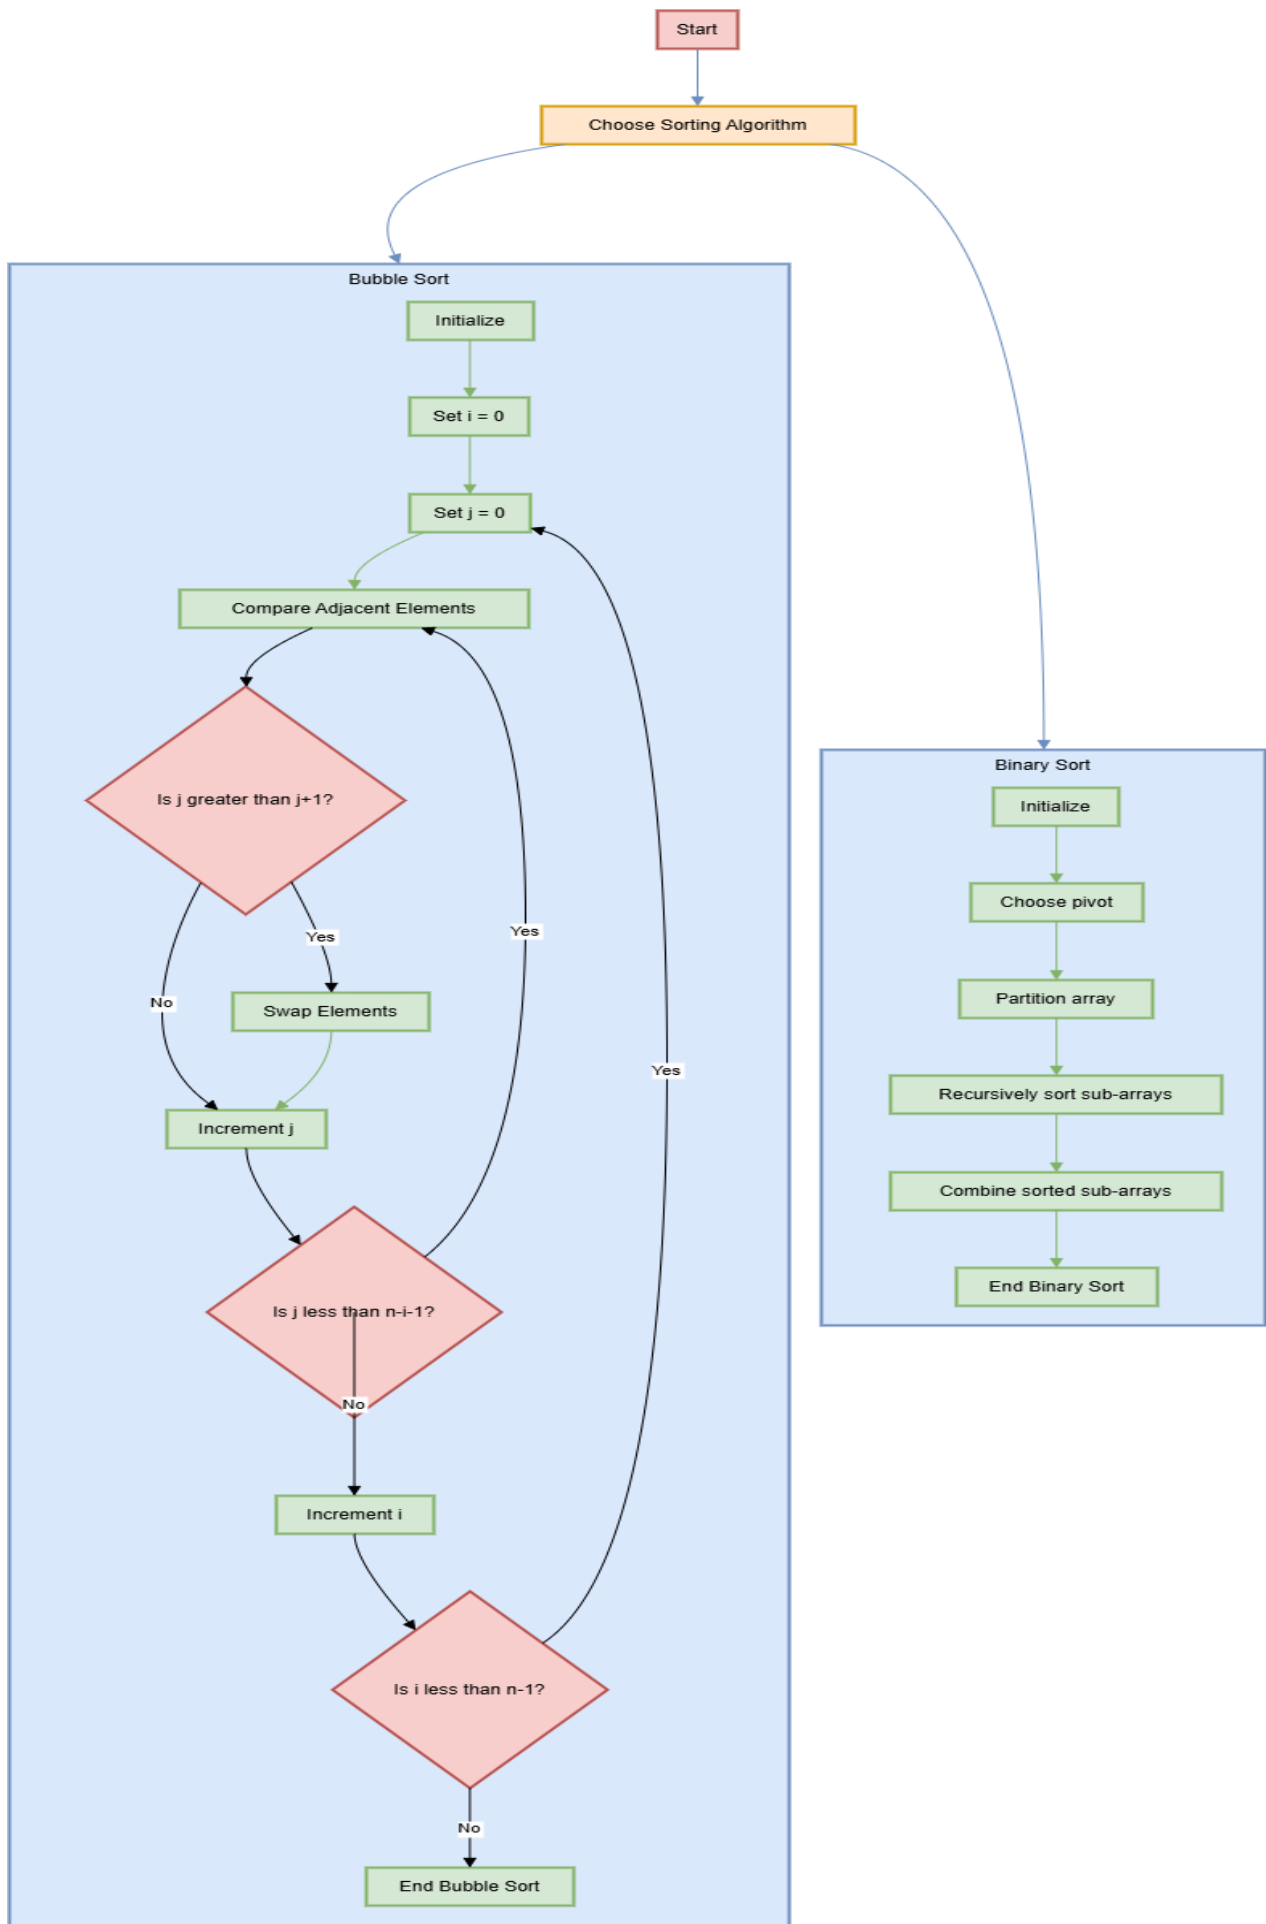 Start
Choose Sorting Algorithm
Bubble Sort
Initialize
Set i = 0
Set j = 0
Compare Adjacent Elements
Is j greater than j+1?
Yes
No
Swap Elements
Increment j
Yes
Is j less than n-i-1?
No
Yes
Increment i
Is i less than n-1?
No
End Bubble Sort
Binary Sort
Initialize
Choose pivot
Partition array
Recursively sort sub-arrays
Combine sorted sub-arrays
End Binary Sort